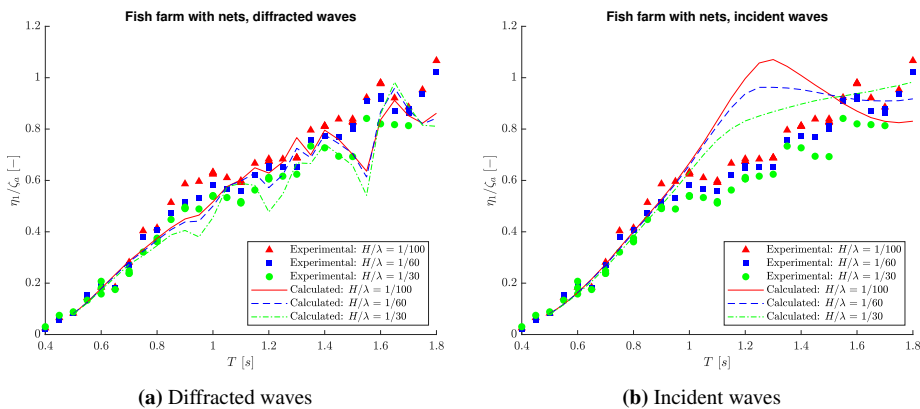 Fish farm with nets, diffracted waves
1
0.8
0.6
0.4
0.2
0
η₁/ζₐ [−]
Experimental: H/λ = 1/100
Experimental: H/λ = 1/60
Experimental: H/λ = 1/30
Calculated: H/λ = 1/100
Calculated: H/λ = 1/60
Calculated: H/λ = 1/30
0.4 0.6 0.8 1 1.2 1.4 1.6 1.8
T [s]
(a) Diffracted waves
Fish farm with nets, incident waves
1
0.8
0.6
0.4
0.2
0
η₁/ζₐ [−]
Experimental: H/λ = 1/100
Experimental: H/λ = 1/60
Experimental: H/λ = 1/30
Calculated: H/λ = 1/100
Calculated: H/λ = 1/60
Calculated: H/λ = 1/30
0.4 0.6 0.8 1 1.2 1.4 1.6 1.8
T [s]
(b) Incident waves